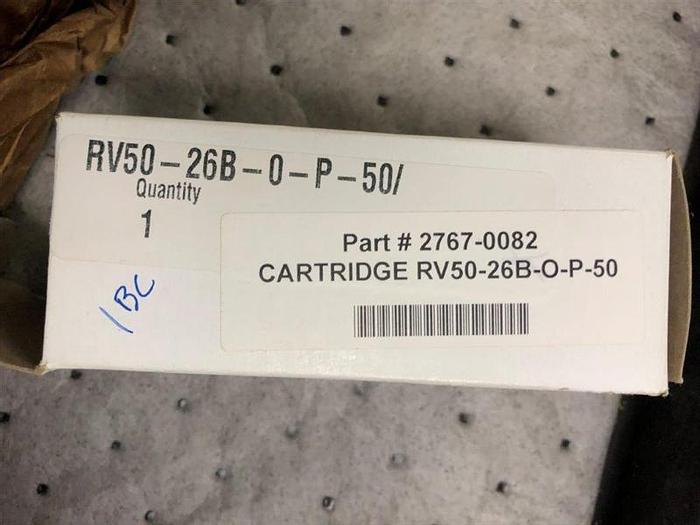 RV50-26B-0-P-50/
Quantity
1
Part # 2767-0082
CARTRIDGE RV50-26B-O-P-50
1BC